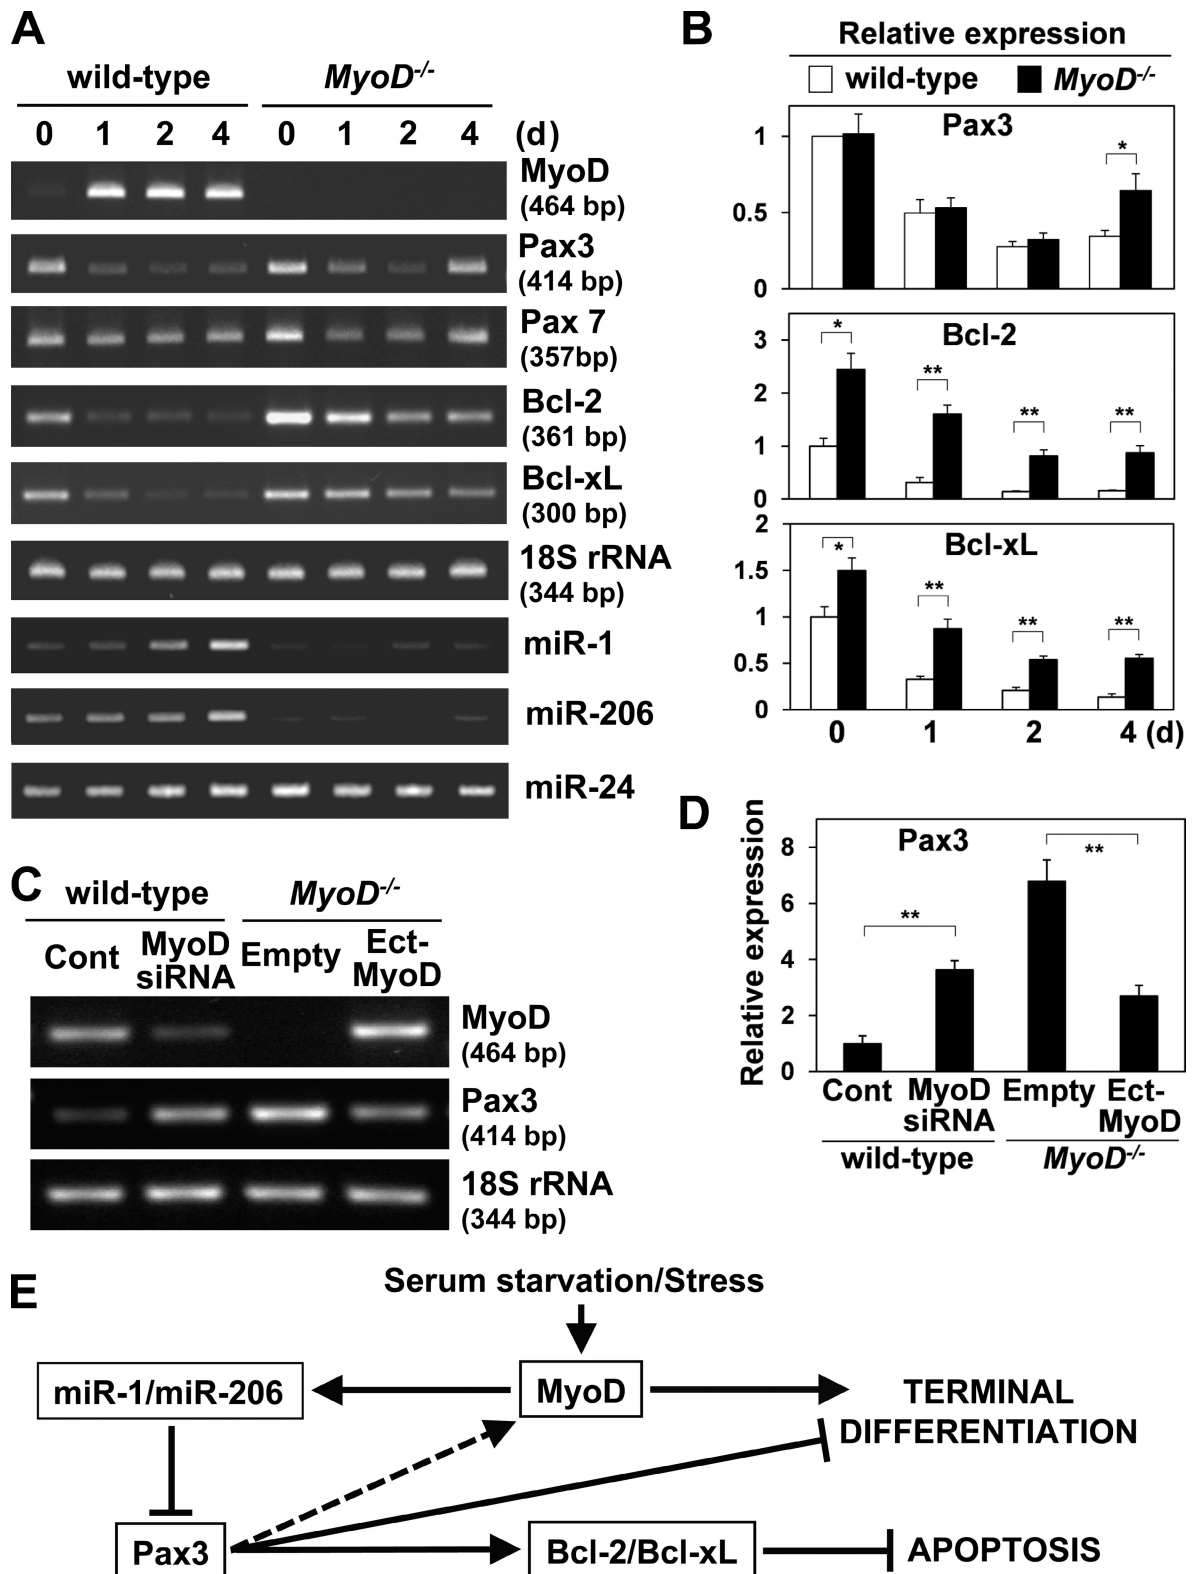 A
wild-type MyoD-/-
0 1 2 4 0 1 2 4 (d)
MyoD
(464 bp)
Pax3
(414 bp)
Pax 7
(357bp)
Bcl-2
(361 bp)
Bcl-xL
(300 bp)
18S rRNA
(344 bp)
miR-1
miR-206
miR-24
B
Relative expression
wild-type MyoD-/-
Pax3
1
0.5
0
*
Bcl-2
3
2
1
0
* ** ** **
Bcl-xL
2
1.5
1
0.5
0
* ** ** **
0 1 2 4 (d)
C
wild-type MyoD-/-
Cont MyoD siRNA Empty Ect-MyoD
MyoD
(464 bp)
Pax3
(414 bp)
18S rRNA
(344 bp)
D
Relative expression
Pax3
8
6
4
2
0
** **
Cont MyoD siRNA Empty Ect-MyoD
wild-type MyoD-/-
E
Serum starvation/Stress
miR-1/miR-206 MyoD TERMINAL
DIFFERENTIATION
Pax3 Bcl-2/Bcl-xL APOPTOSIS